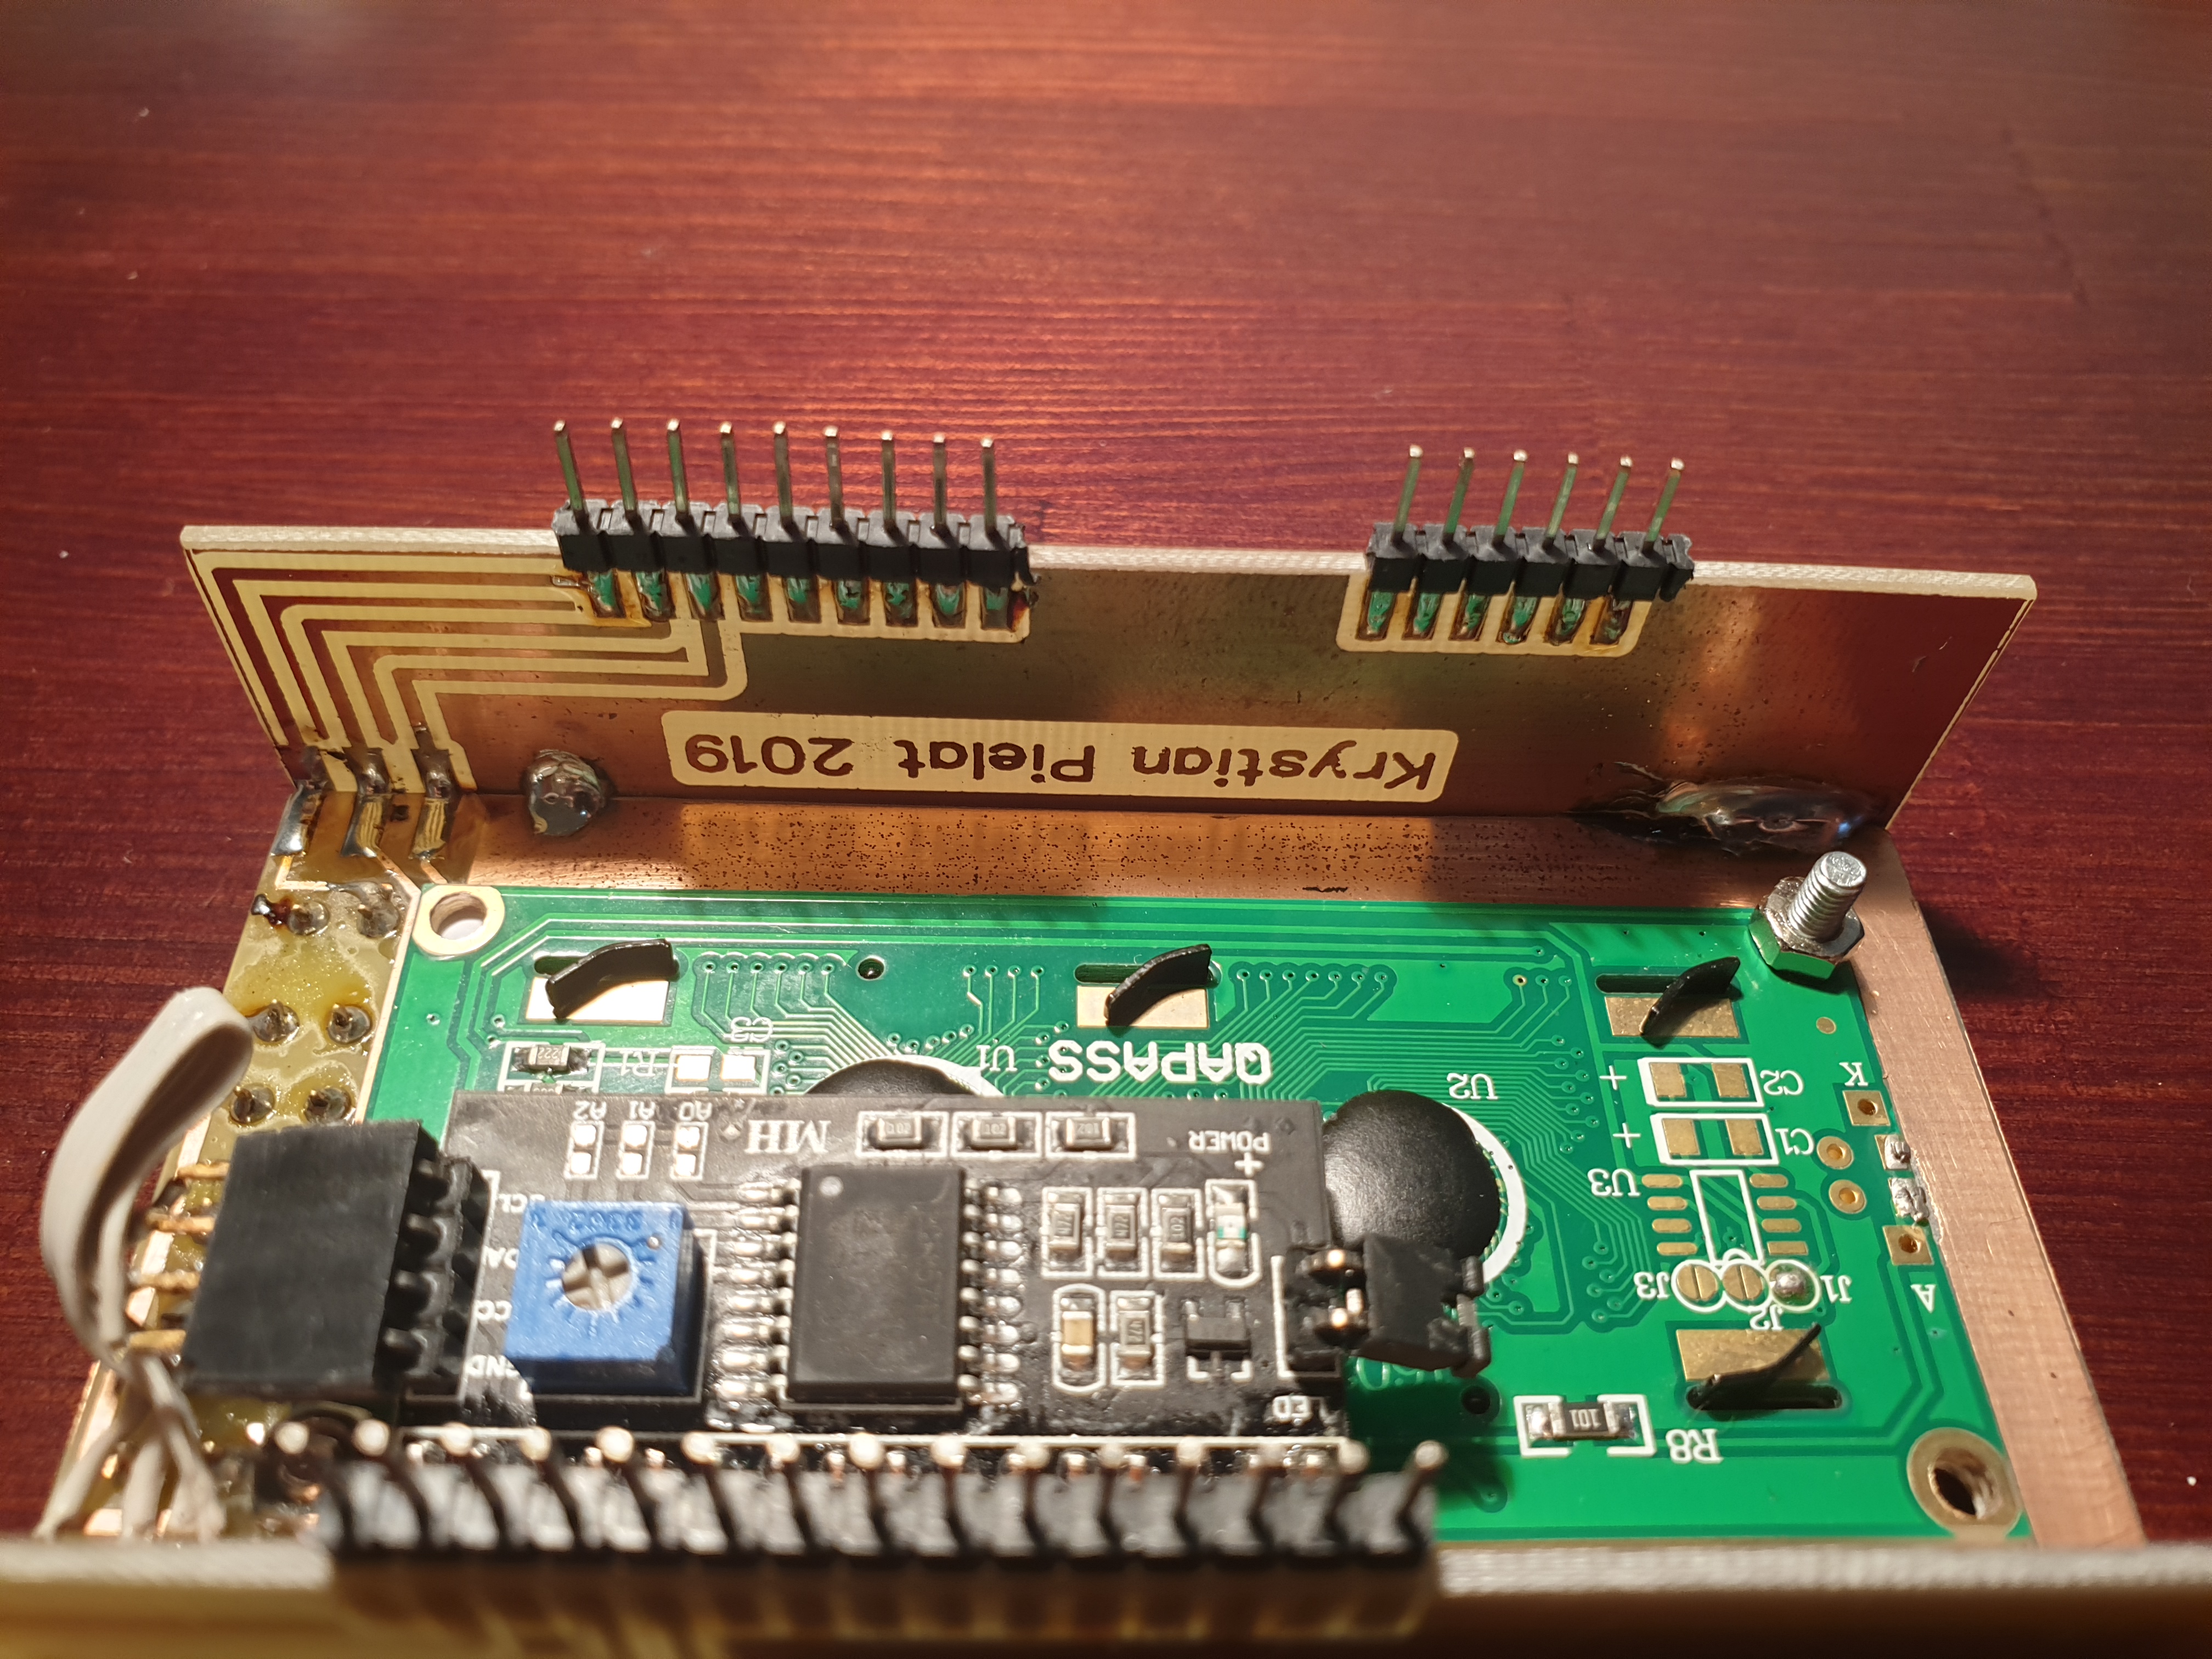 Krystian Pielat 2019
QAPASS
U1
U2
C3
R1
222
K
C2
+
C1
+
U3
J3
J2
J1
A
R8
101
A2
A1
A0
MH
POWER
+